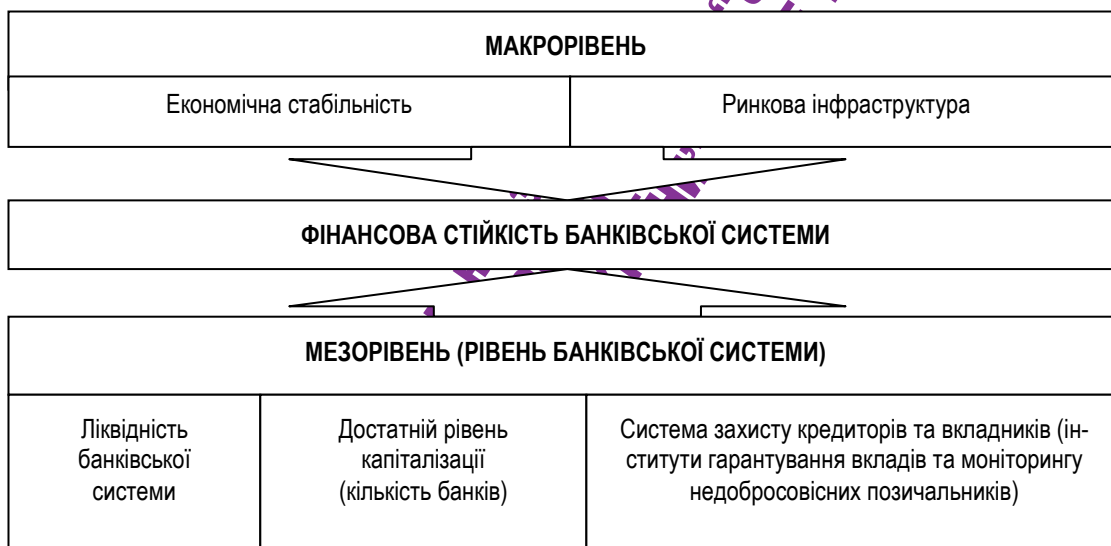 МАКРОРІВЕНЬ
Економічна стабільність
Ринкова інфраструктура
ФІНАНСОВА СТІЙКІСТЬ БАНКІВСЬКОЇ СИСТЕМИ
МЕЗОРІВЕНЬ (РІВЕНЬ БАНКІВСЬКОЇ СИСТЕМИ)
Ліквідність
банківської
системи
Достатній рівень
капіталізації
(кількість банків)
Система захисту кредиторів та вкладників (ін-
ститути гарантування вкладів та моніторингу
недобросовісних позичальників)